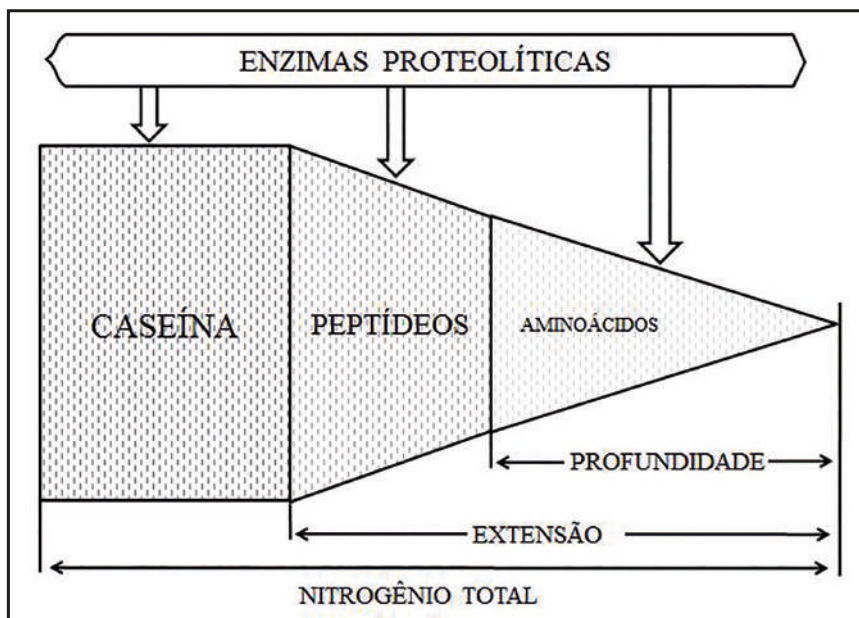 ENZIMAS PROTEOLÍTICAS
CASEÍNA
PEPTÍDEOS
AMINOÁCIDOS
PROFUNDIDADE
EXTENSÃO
NITROGÊNIO TOTAL